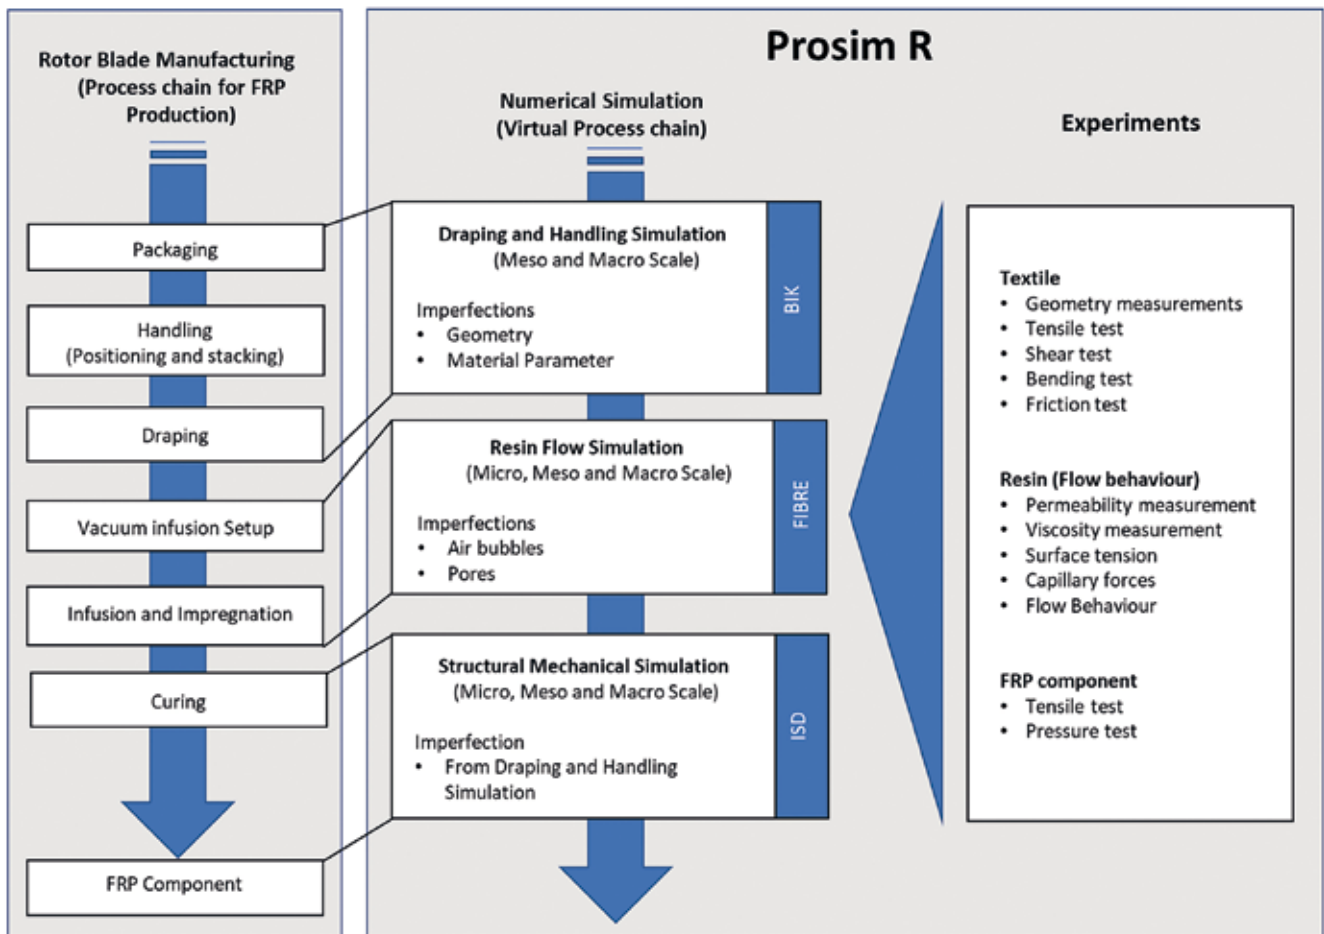 Rotor Blade Manufacturing
(Process chain for FRP
Production)
Packaging
Handling
(Positioning and stacking)
Draping
Vacuum infusion Setup
Infusion and Impregnation
Curing
FRP Component
Prosim R
Numerical Simulation
(Virtual Process chain)
Draping and Handling Simulation
(Meso and Macro Scale)
Imperfections
• Geometry
• Material Parameter
BIK
Resin Flow Simulation
(Micro, Meso and Macro Scale)
Imperfections
• Air bubbles
• Pores
FIBRE
Structural Mechanical Simulation
(Micro, Meso and Macro Scale)
Imperfection
• From Draping and Handling
Simulation
ISD
Experiments
Textile
• Geometry measurements
• Tensile test
• Shear test
• Bending test
• Friction test
Resin (Flow behaviour)
• Permeability measurement
• Viscosity measurement
• Surface tension
• Capillary forces
• Flow Behaviour
FRP component
• Tensile test
• Pressure test